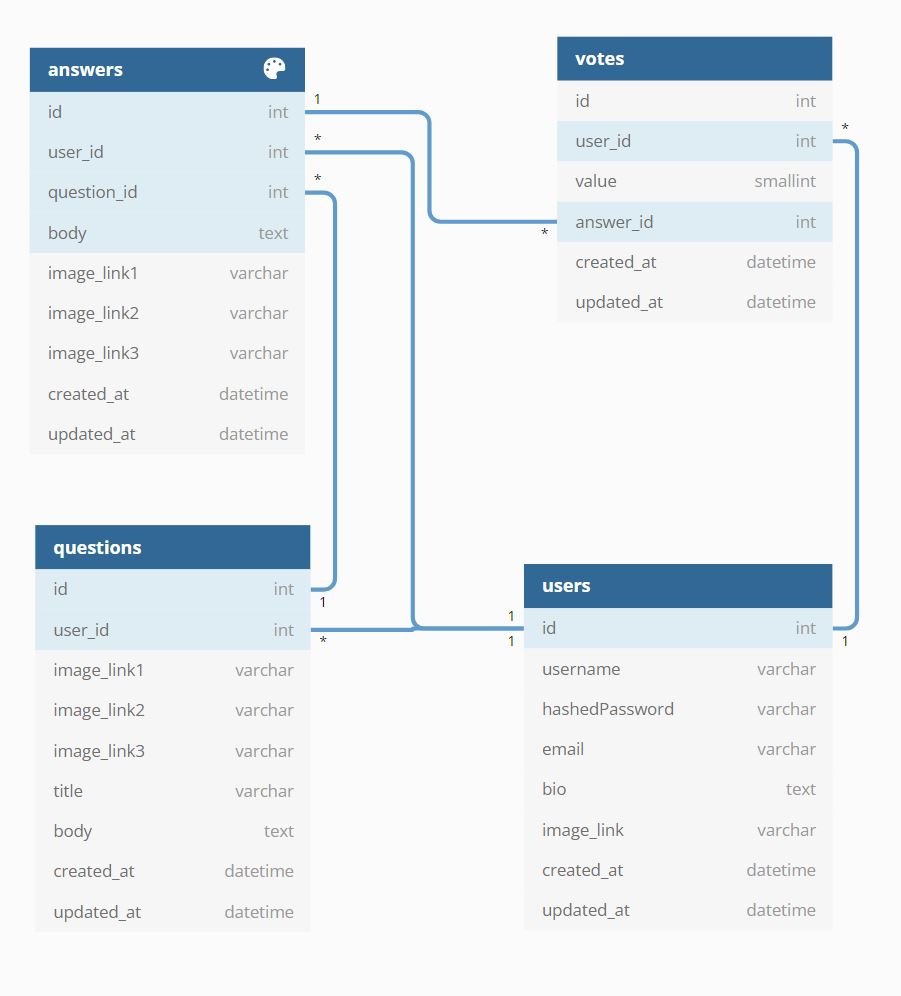 answers
id int
user_id int
question_id int
body text
image_link1 varchar
image_link2 varchar
image_link3 varchar
created_at datetime
updated_at datetime
1
*
*
votes
id int
user_id int
value smallint
answer_id int
created_at datetime
updated_at datetime
*
*
questions
id int
user_id int
image_link1 varchar
image_link2 varchar
image_link3 varchar
title varchar
body text
created_at datetime
updated_at datetime
1
*
users
id int
username varchar
hashedPassword varchar
email varchar
bio text
image_link varchar
created_at datetime
updated_at datetime
1
1
1